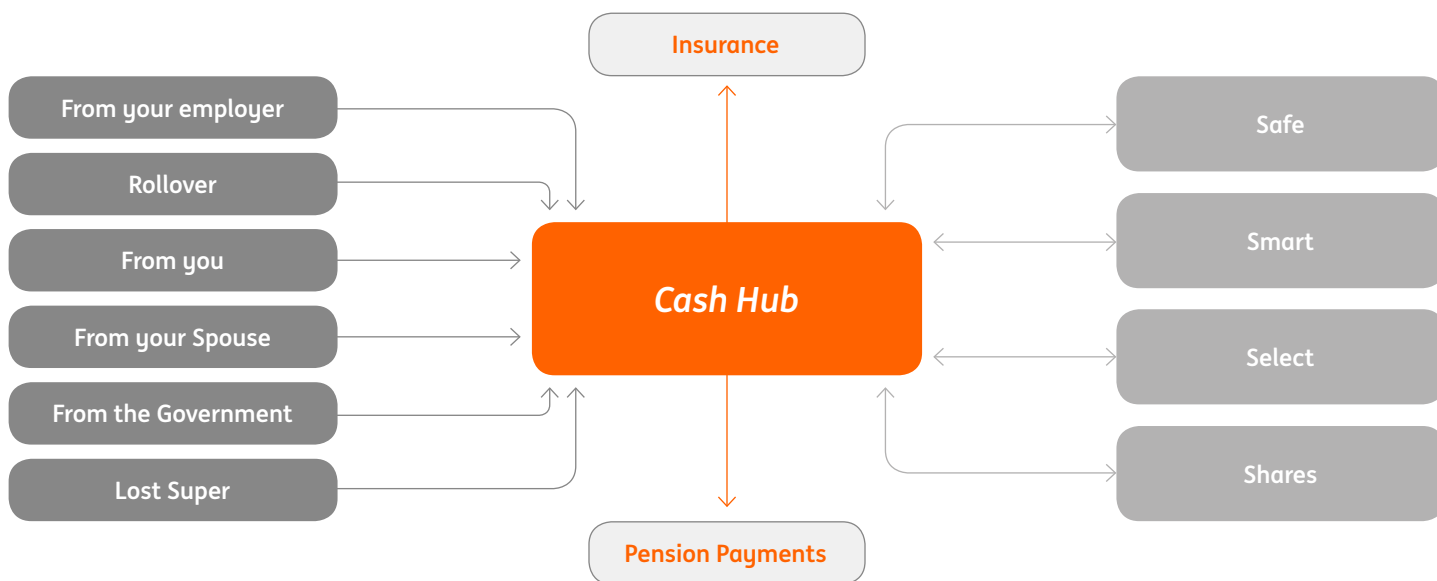 Insurance
From your employer
Rollover
From you
From your Spouse
From the Government
Lost Super
Cash Hub
Pension Payments
Safe
Smart
Select
Shares